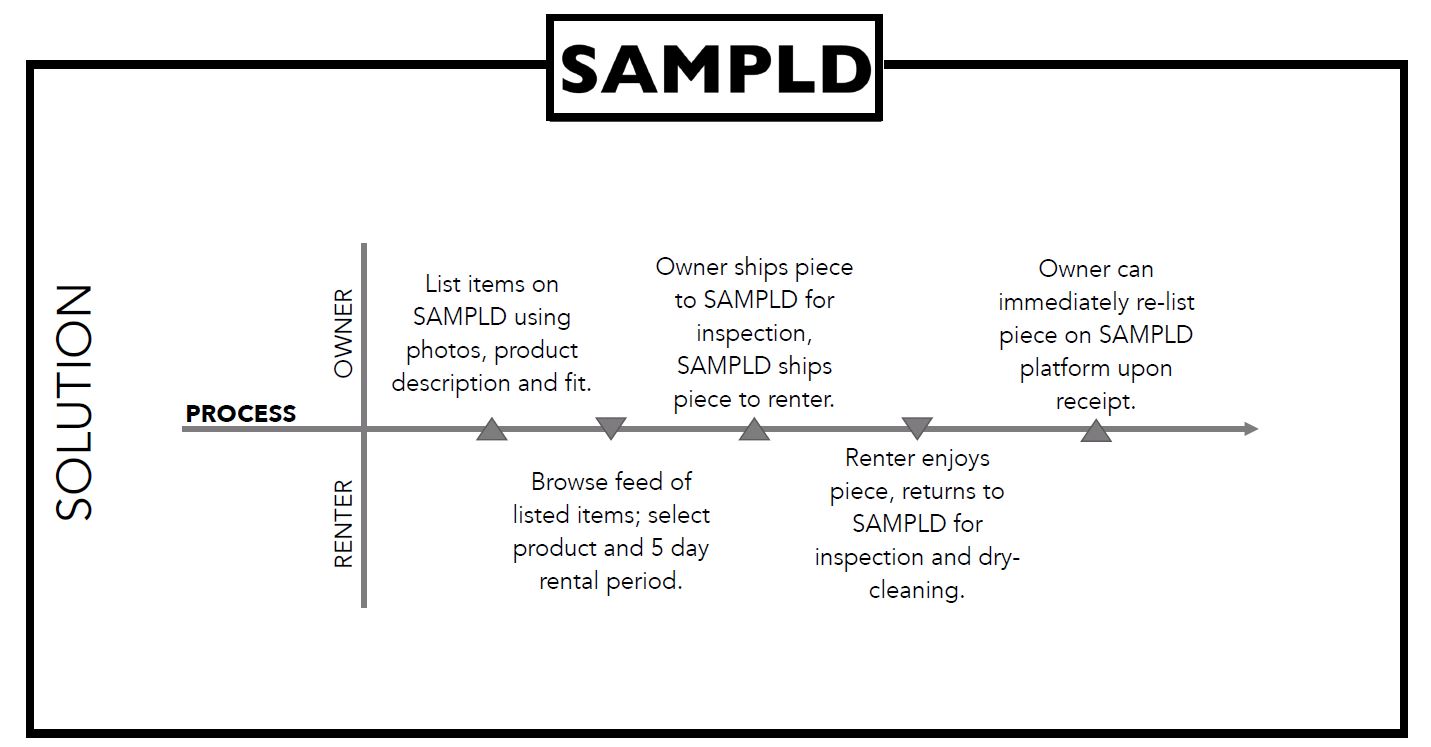 SAMPLD
SOLUTION
PROCESS
OWNER
List items on
SAMPLD using
photos, product
description and fit.
Owner ships piece
to SAMPLD for
inspection,
SAMPLD ships
piece to renter.
Owner can
immediately re-list
piece on SAMPLD
platform upon
receipt.
RENTER
Browse feed of
listed items; select
product and 5 day
rental period.
Renter enjoys
piece, returns to
SAMPLD for
inspection and dry-
cleaning.